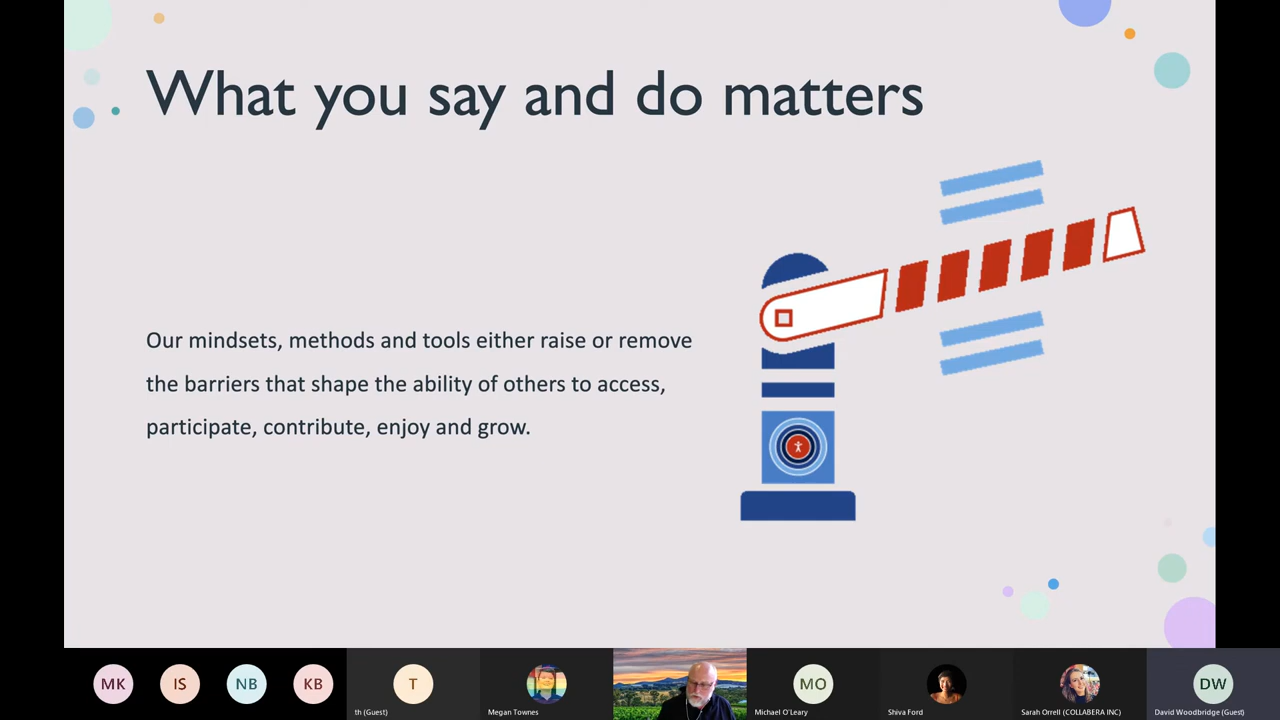 What you say and do matters
Our mindsets, methods and tools either raise or remove
the barriers that shape the ability of others to access,
participate, contribute, enjoy and grow.
MK
IS
NB
KB
T
MO
DW
th (Guest)
Megan Townes
Michael O'Leary
Shiva Ford
Sarah Orrell (COLLABERA INC)
David Woodbridge (Guest)